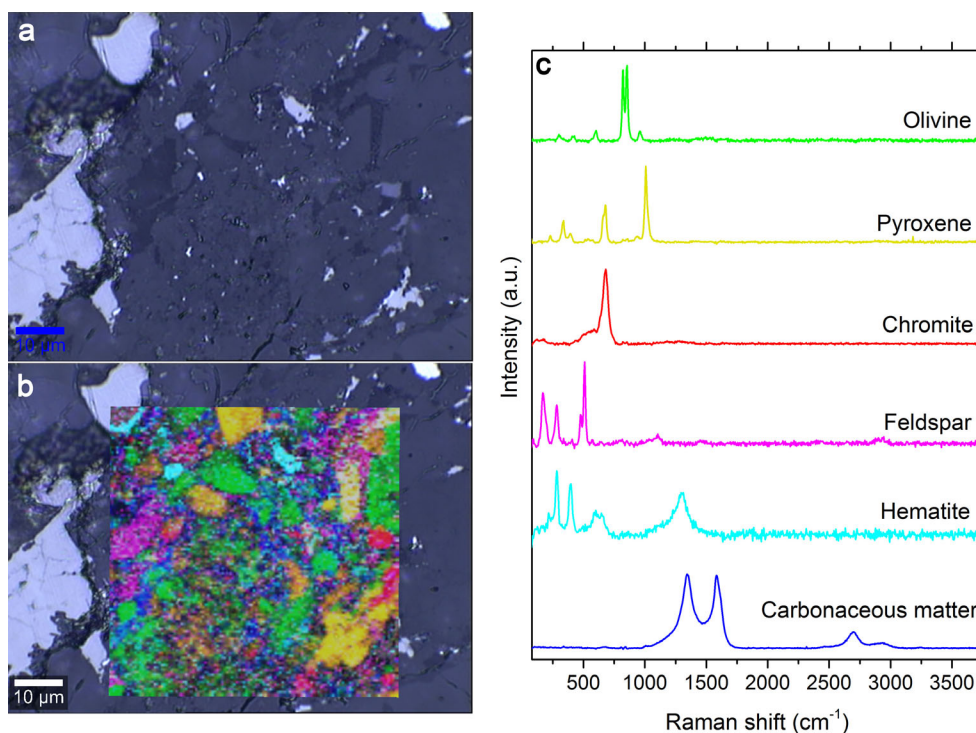 a
10 µm
b
10 µm
c
Olivine
Pyroxene
Chromite
Feldspar
Hematite
Carbonaceous matter
Intensity (a.u.)
500 1000 1500 2000 2500 3000 3500
Raman shift (cm⁻¹)